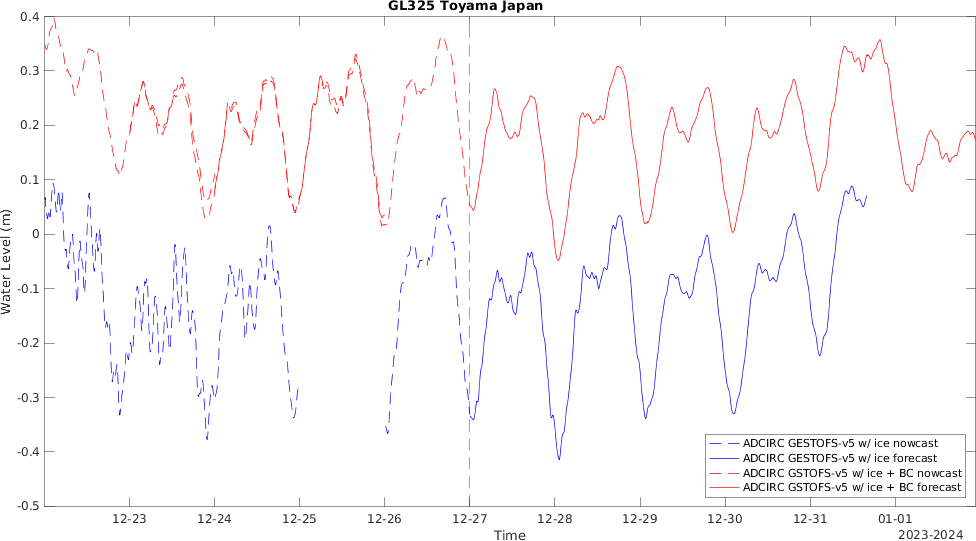 GL325 Toyama Japan
0.4
0.3
0.2
0.1
0
-0.1
-0.2
-0.3
-0.4
-0.5
Water Level (m)
ADCIRC GESTOFS-v5 w/ ice nowcast
ADCIRC GESTOFS-v5 w/ ice forecast
ADCIRC GSTOFS-v5 w/ ice + BC nowcast
ADCIRC GSTOFS-v5 w/ ice + BC forecast
12-23 12-24 12-25 12-26 12-27 12-28 12-29 12-30 12-31 01-01
Time
2023-2024